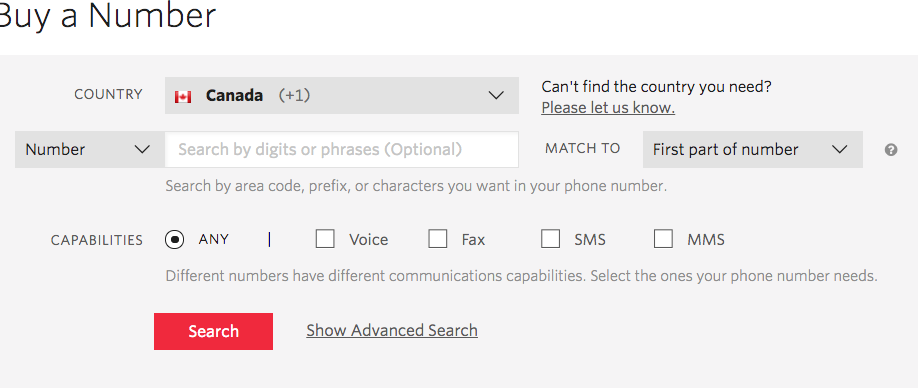 Buy a Number
COUNTRY Canada (+1) Can't find the country you need?
Please let us know.
Number Search by digits or phrases (Optional) MATCH TO First part of number ?
Search by area code, prefix, or characters you want in your phone number.
CAPABILITIES ANY | Voice Fax SMS MMS
Different numbers have different communications capabilities. Select the ones your phone number needs.
Search Show Advanced Search